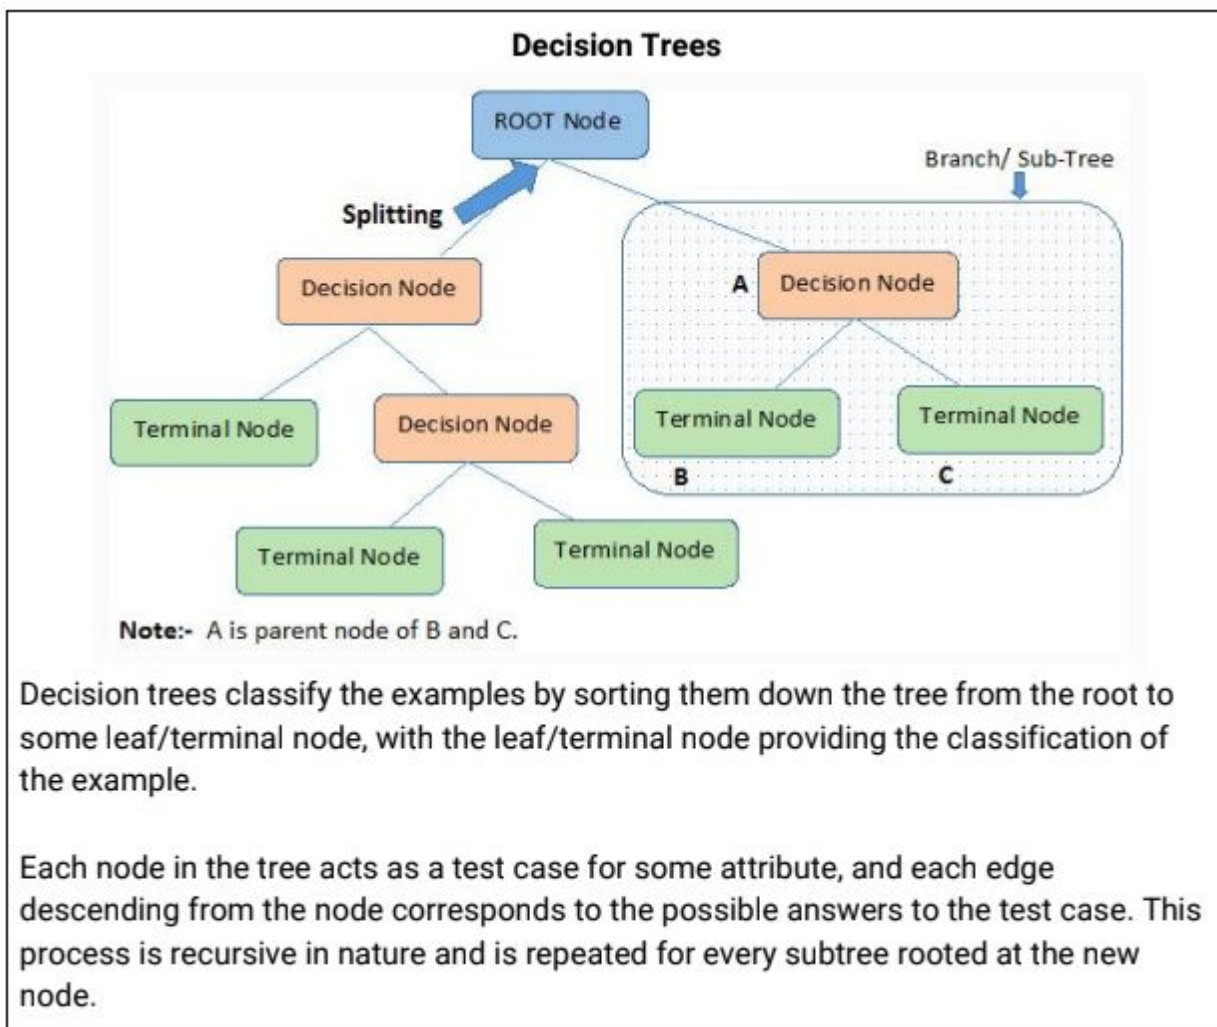 Decision Trees
ROOT Node
Branch/ Sub-Tree
Splitting
Decision Node
A
Decision Node
Terminal Node
Decision Node
Terminal Node
Terminal Node
B
C
Terminal Node
Terminal Node
Note:- A is parent node of B and C.
Decision trees classify the examples by sorting them down the tree from the root to
some leaf/terminal node, with the leaf/terminal node providing the classification of
the example.
Each node in the tree acts as a test case for some attribute, and each edge
descending from the node corresponds to the possible answers to the test case. This
process is recursive in nature and is repeated for every subtree rooted at the new
node.